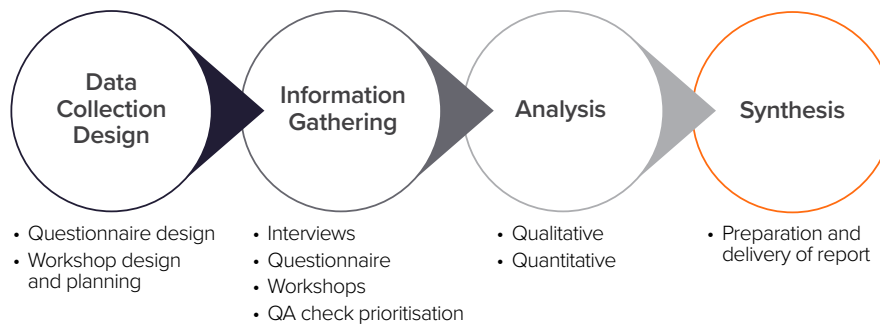 Data
Collection
Design
Information
Gathering
Analysis
Synthesis
• Questionnaire design
• Workshop design
and planning
• Interviews
• Questionnaire
• Workshops
• QA check prioritisation
• Qualitative
• Quantitative
• Preparation and
delivery of report